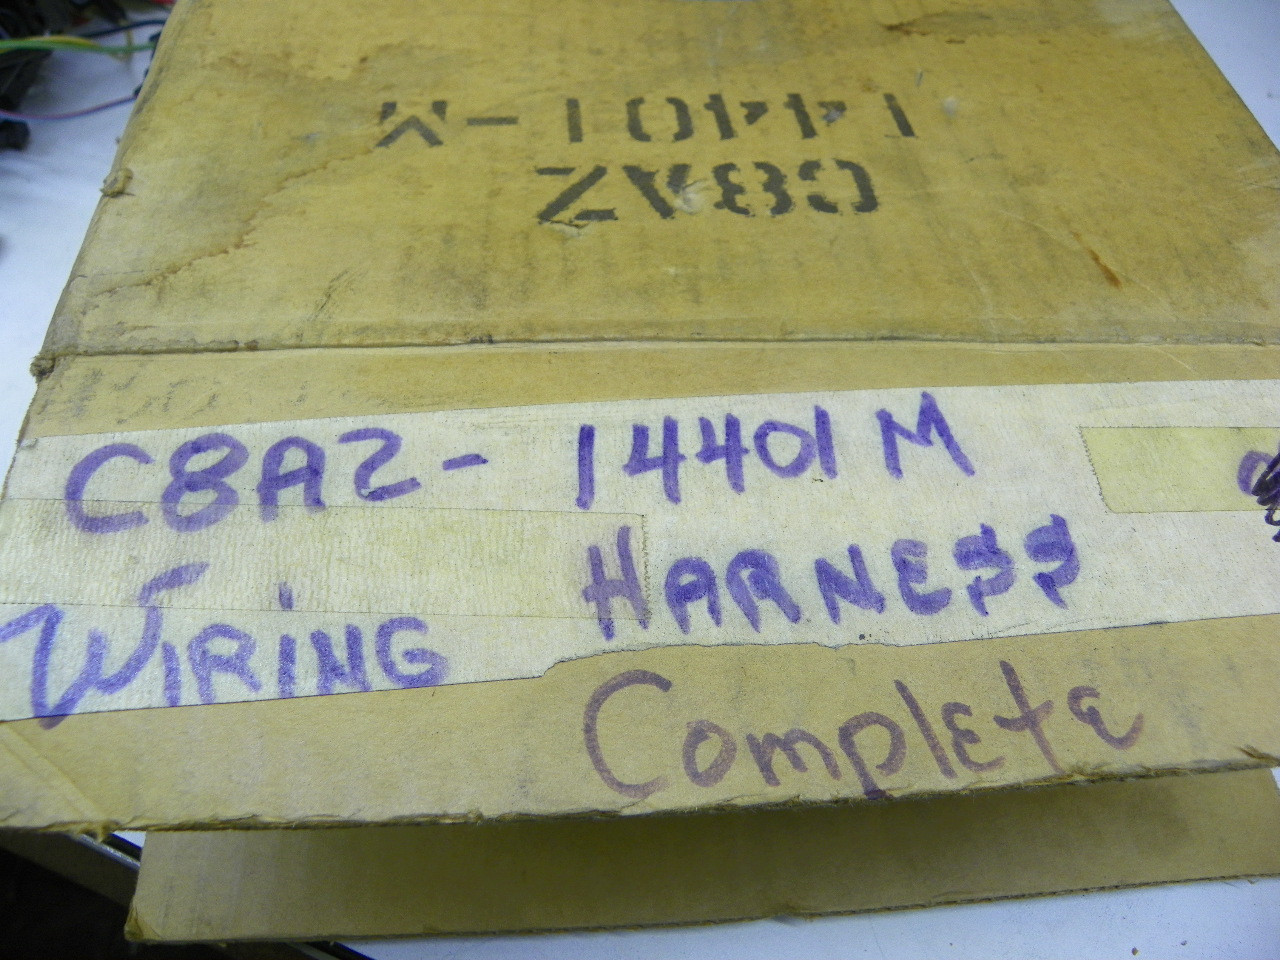 C8AZ
14401-M
C8AZ - 14401 M
WIRING HARNESS
Complete